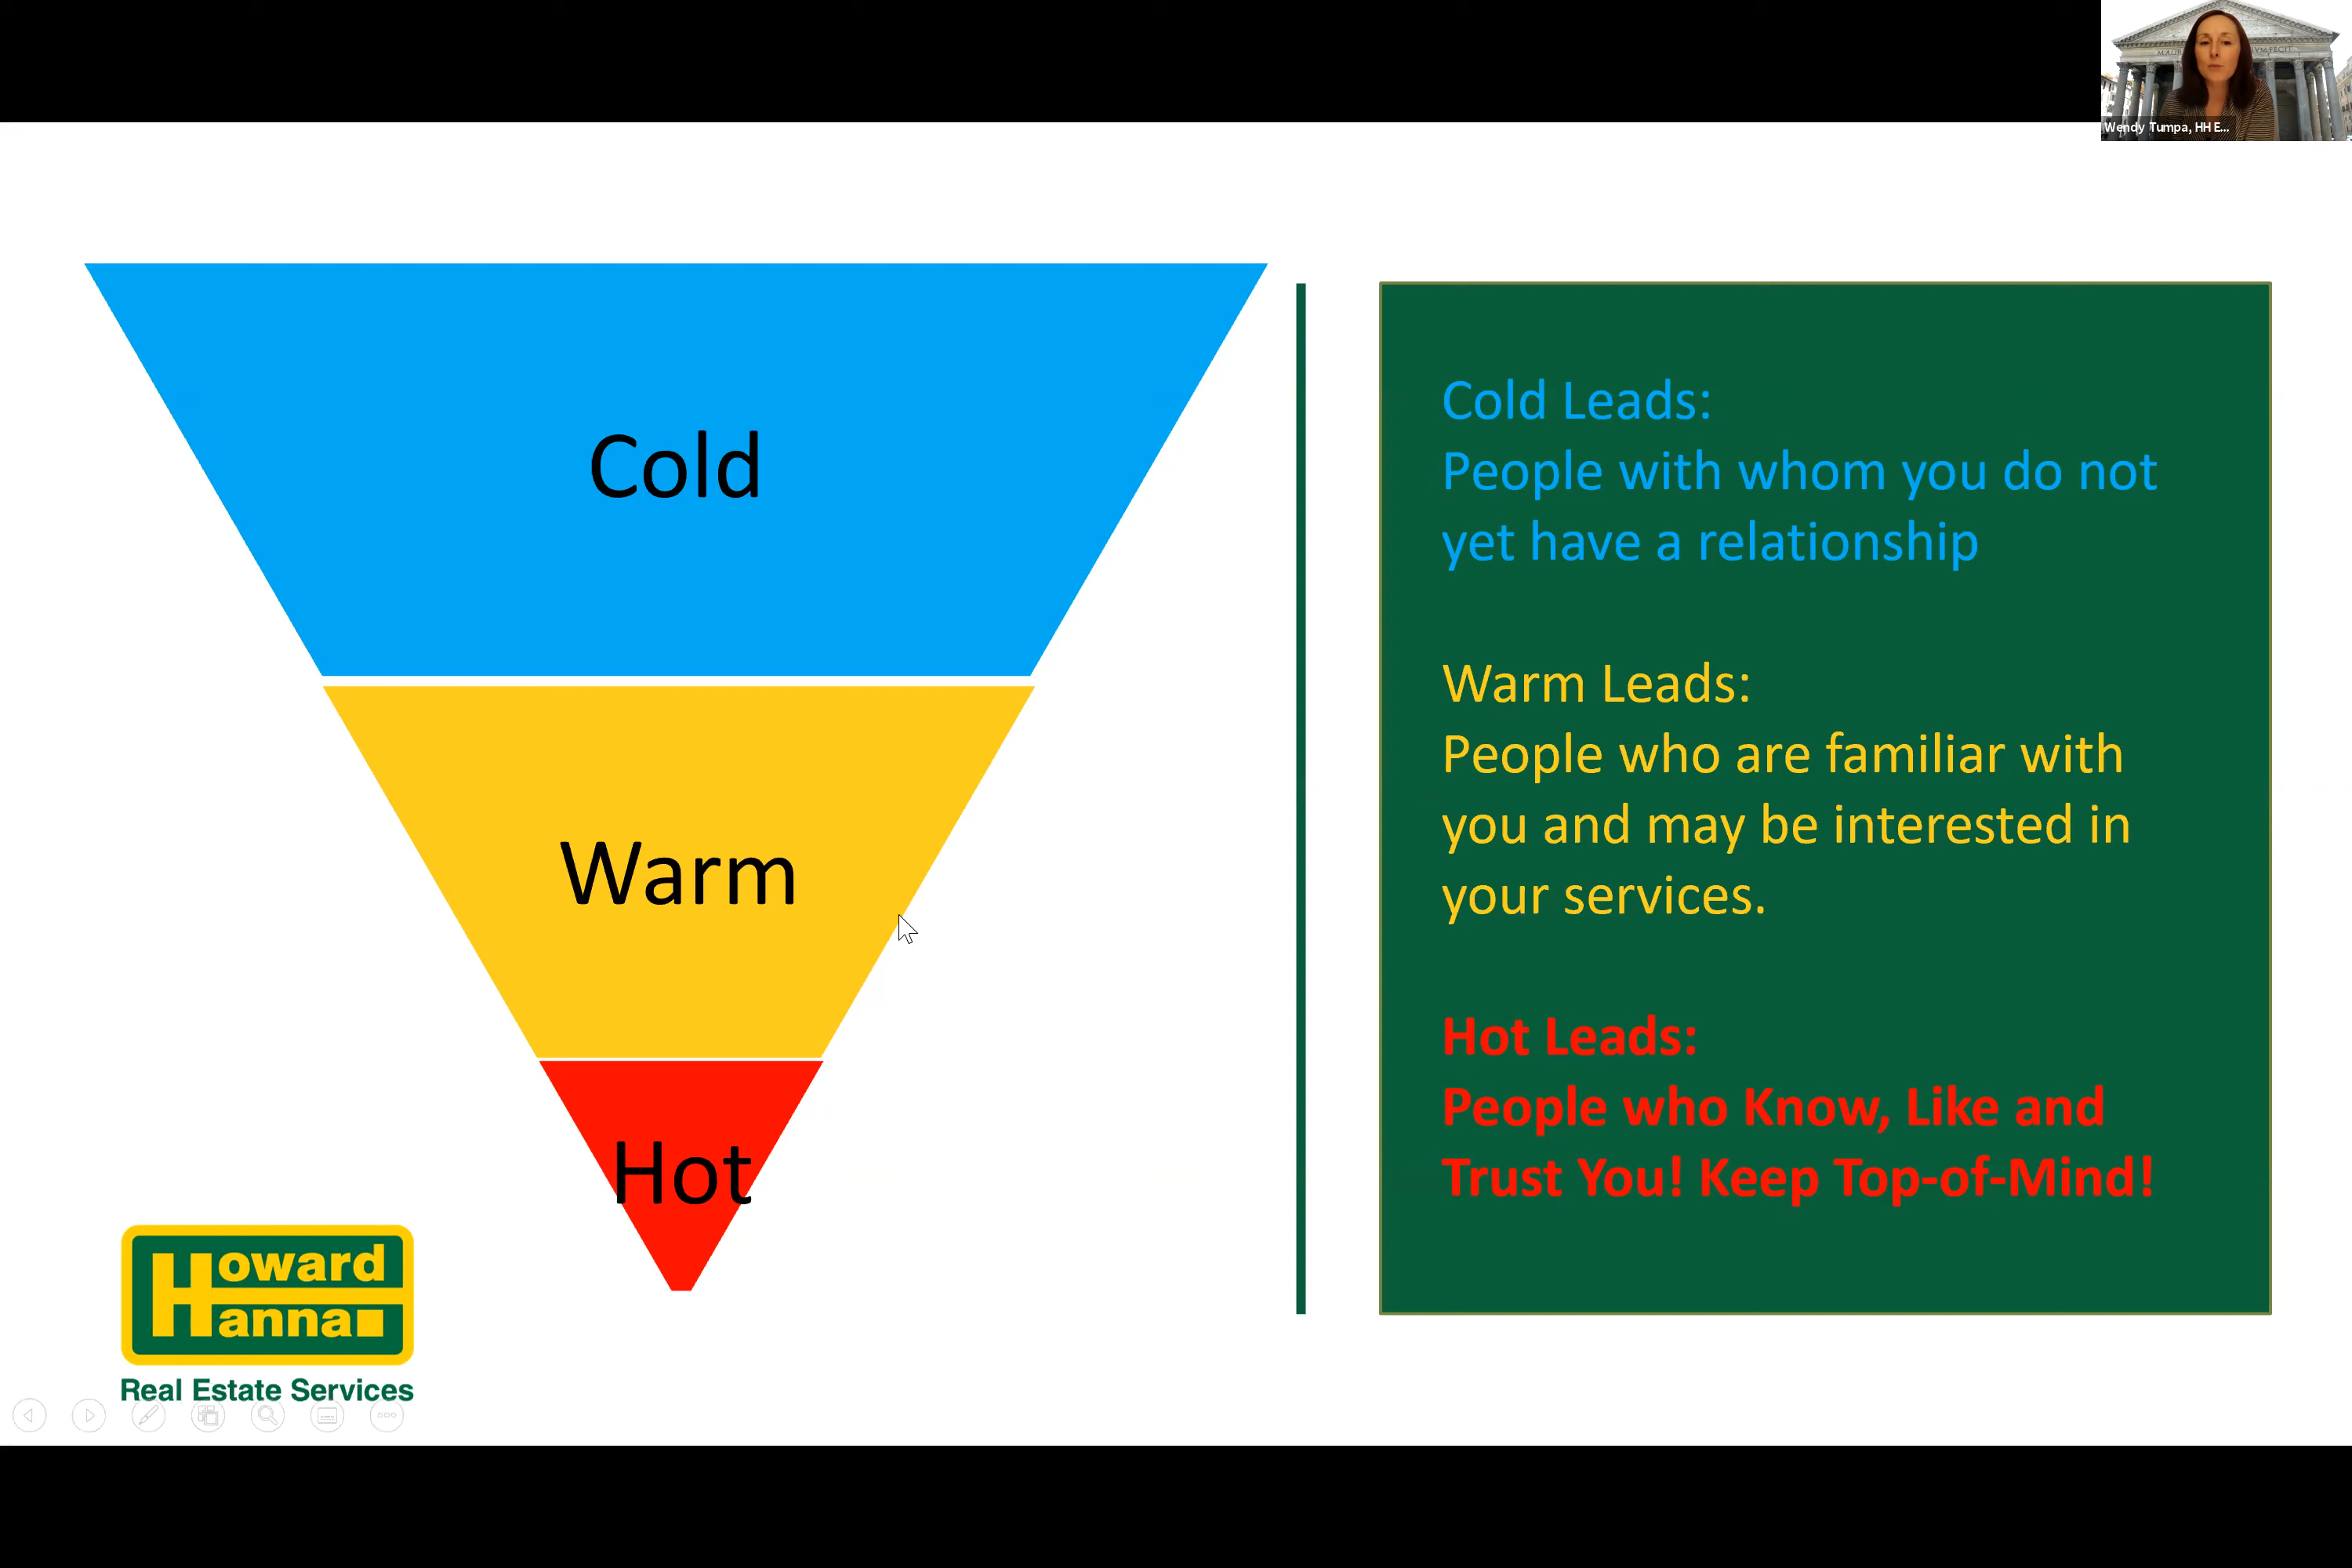 Wendy Tumpa, HH E...
Cold
Warm
Hot
Cold Leads:
People with whom you do not
yet have a relationship
Warm Leads:
People who are familiar with
you and may be interested in
your services.
Hot Leads:
People who Know, Like and
Trust You! Keep Top-of-Mind!
Howard
Hanna
Real Estate Services